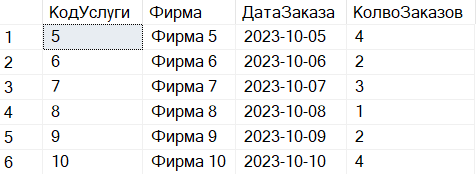 КодУслуги Фирма ДатаЗаказа КолвоЗаказов
1 5 Фирма 5 2023-10-05 4
2 6 Фирма 6 2023-10-06 2
3 7 Фирма 7 2023-10-07 3
4 8 Фирма 8 2023-10-08 1
5 9 Фирма 9 2023-10-09 2
6 10 Фирма 10 2023-10-10 4